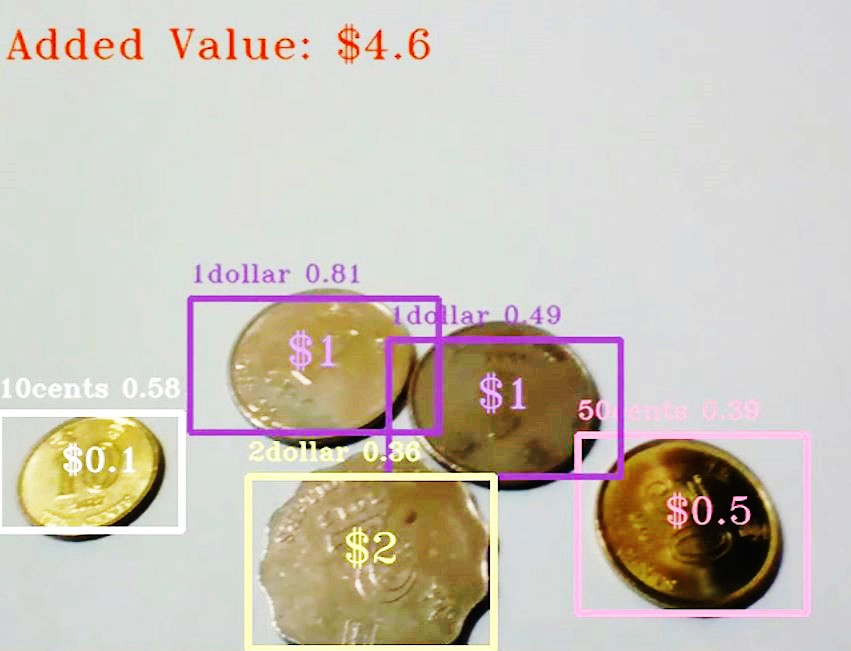 Added Value: $4.6
1dollar 0.81
1dollar 0.49
$1
$1
10cents 0.58
50cents 0.39
2dollar 0.36
$0.1
10
$0.5
$2